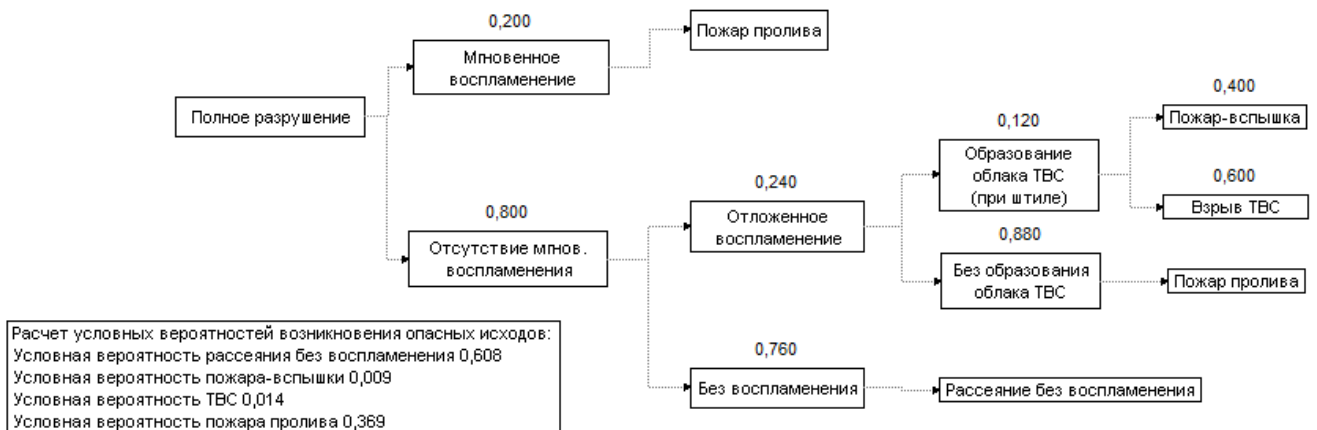 0,200
Мгновенное
воспламенение
Пожар пролива
Полное разрушение
0,800
Отсутствие мгнов.
воспламенения
0,240
Отложенное
воспламенение
0,120
Образование
облака ТВС
(при штиле)
0,400
Пожар-вспышка
0,600
Взрыв ТВС
0,880
Без образования
облака ТВС
Пожар пролива
0,760
Без воспламенения
Рассеяние без воспламенения
Расчет условных вероятностей возникновения опасных исходов:
Условная вероятность рассеяния без воспламенения 0,608
Условная вероятность пожара-вспышки 0,009
Условная вероятность ТВС 0,014
Условная вероятность пожара пролива 0,369